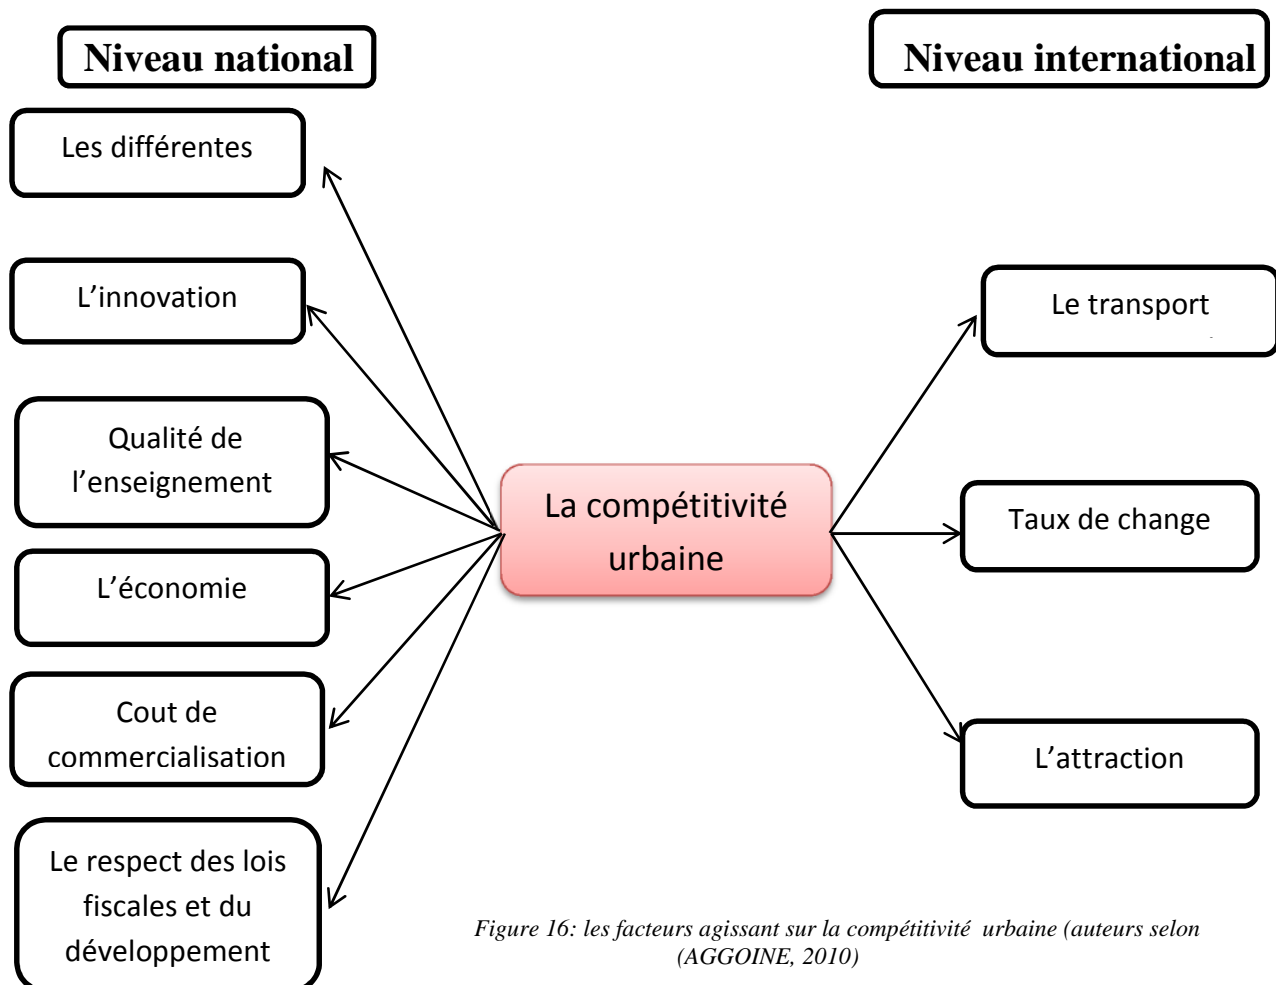 Niveau national
Niveau international
Les différentes
L’innovation
Qualité de
l’enseignement
L’économie
Cout de
commercialisation
Le respect des lois
fiscales et du
développement
La compétitivité
urbaine
Le transport
Taux de change
L’attraction
Figure 16: les facteurs agissant sur la compétitivité urbaine (auteurs selon
(AGGOINE, 2010)